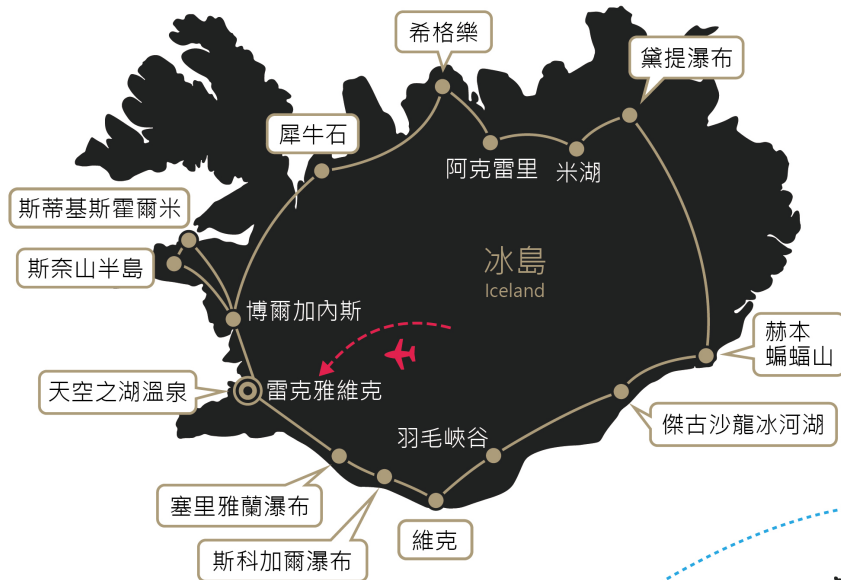 希格樂
黛提瀑布
犀牛石
阿克雷里
米湖
斯蒂基斯霍爾米
斯奈山半島
冰島
Iceland
博爾加內斯
赫本
蝙蝠山
天空之湖溫泉
雷克雅維克
羽毛峽谷
傑古沙龍冰河湖
塞里雅蘭瀑布
維克
斯科加爾瀑布